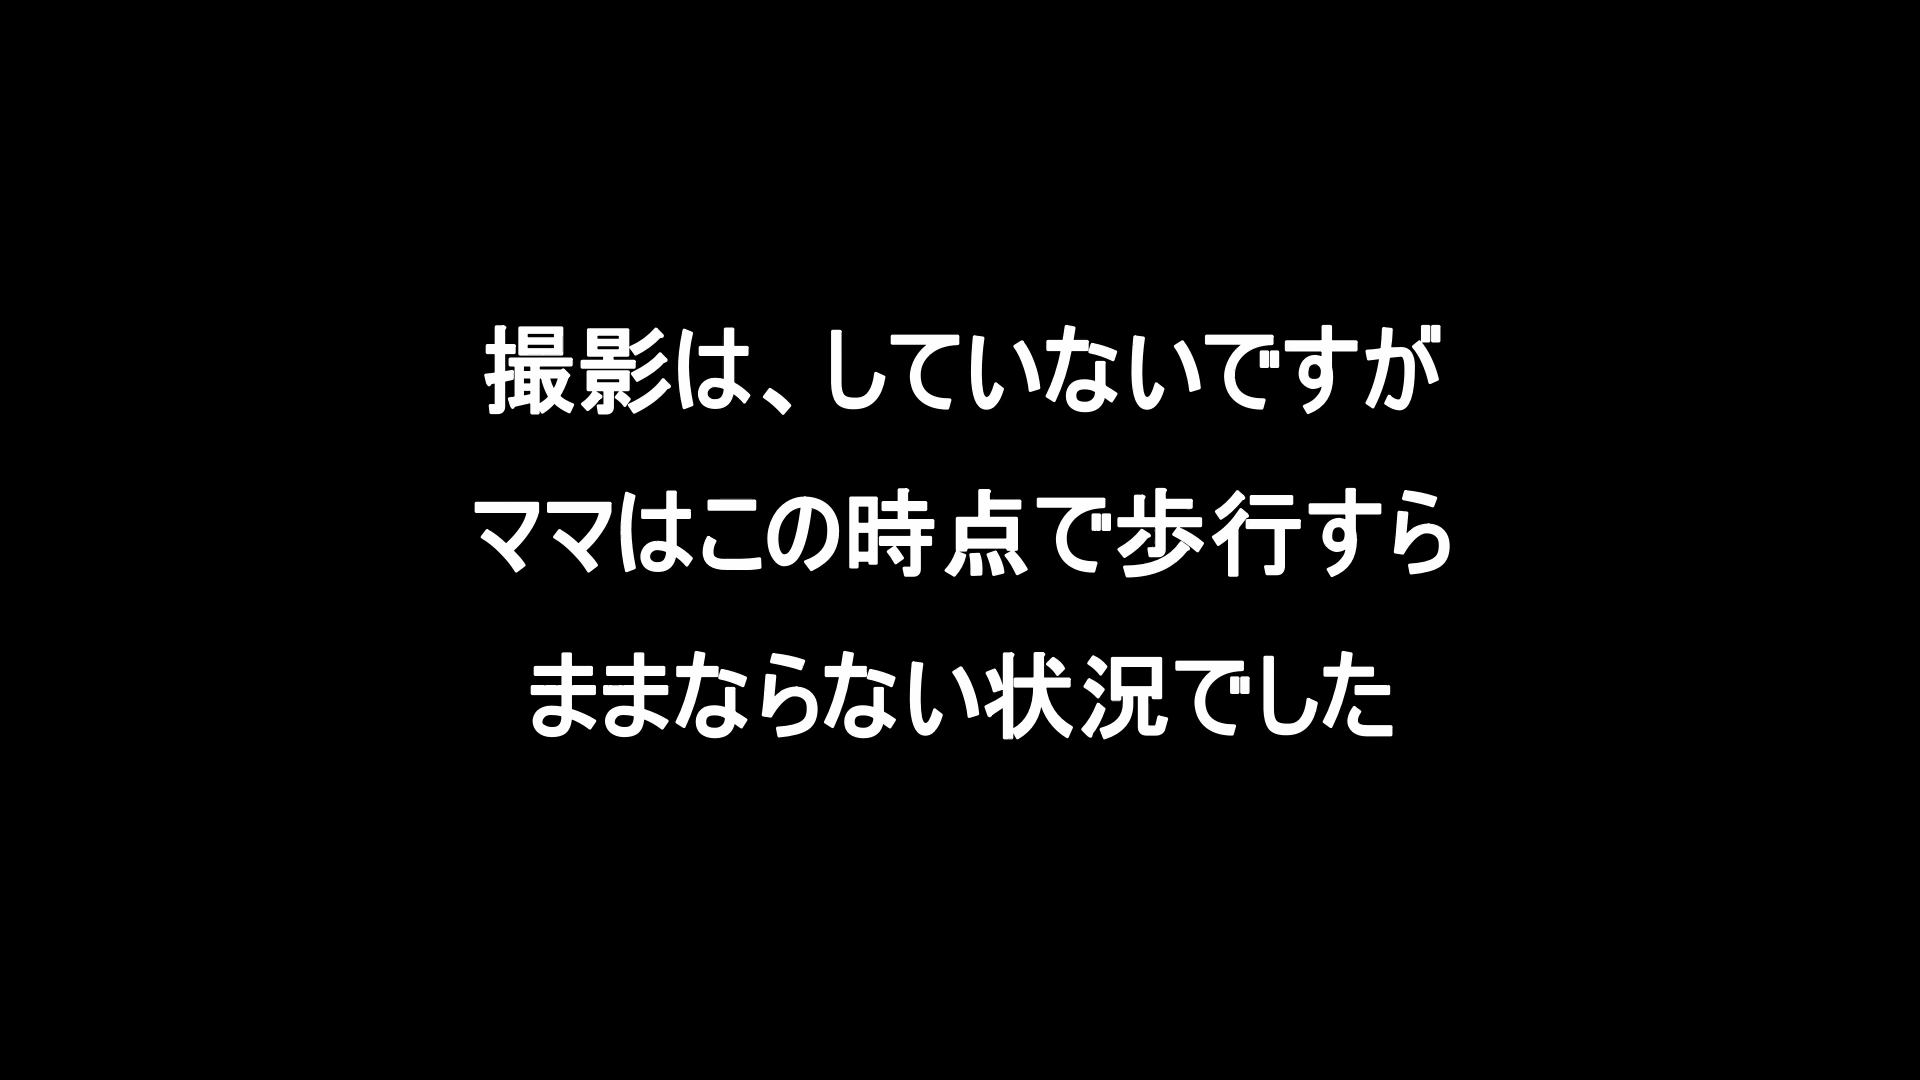 撮影は、していないですが
ママはこの時点で歩行すら
ままならない状況でした